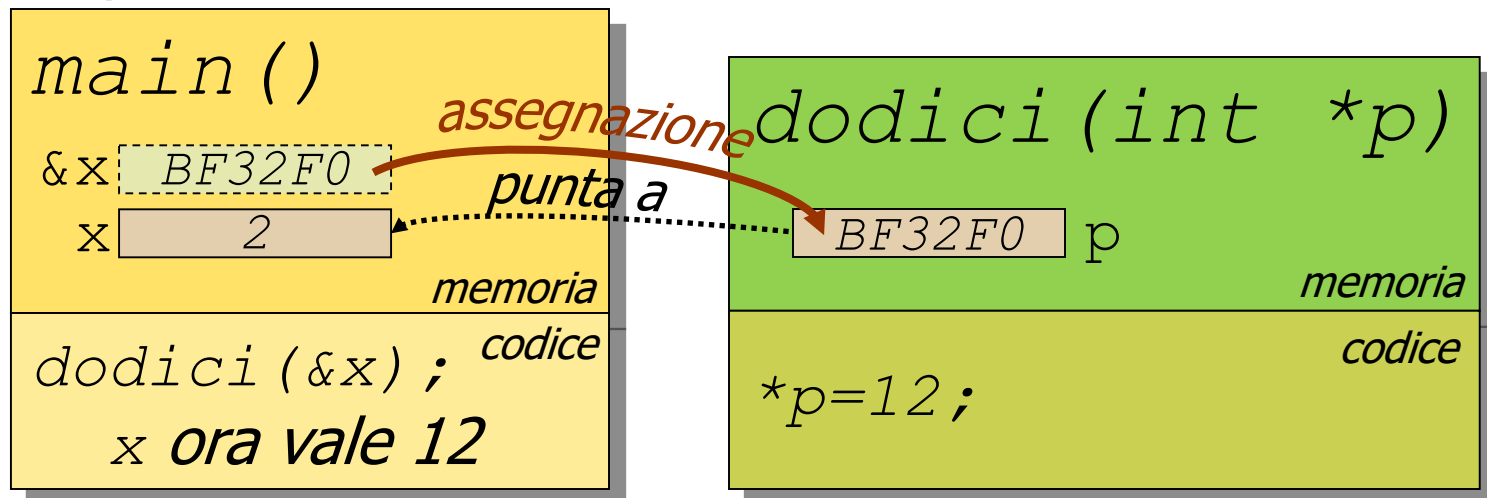 main()
&x BF32F0
x 2
memoria
codice
dodici(&x);
x ora vale 12
assegnazione
punta a
dodici(int *p)
BF32F0 p
memoria
codice
*p=12;